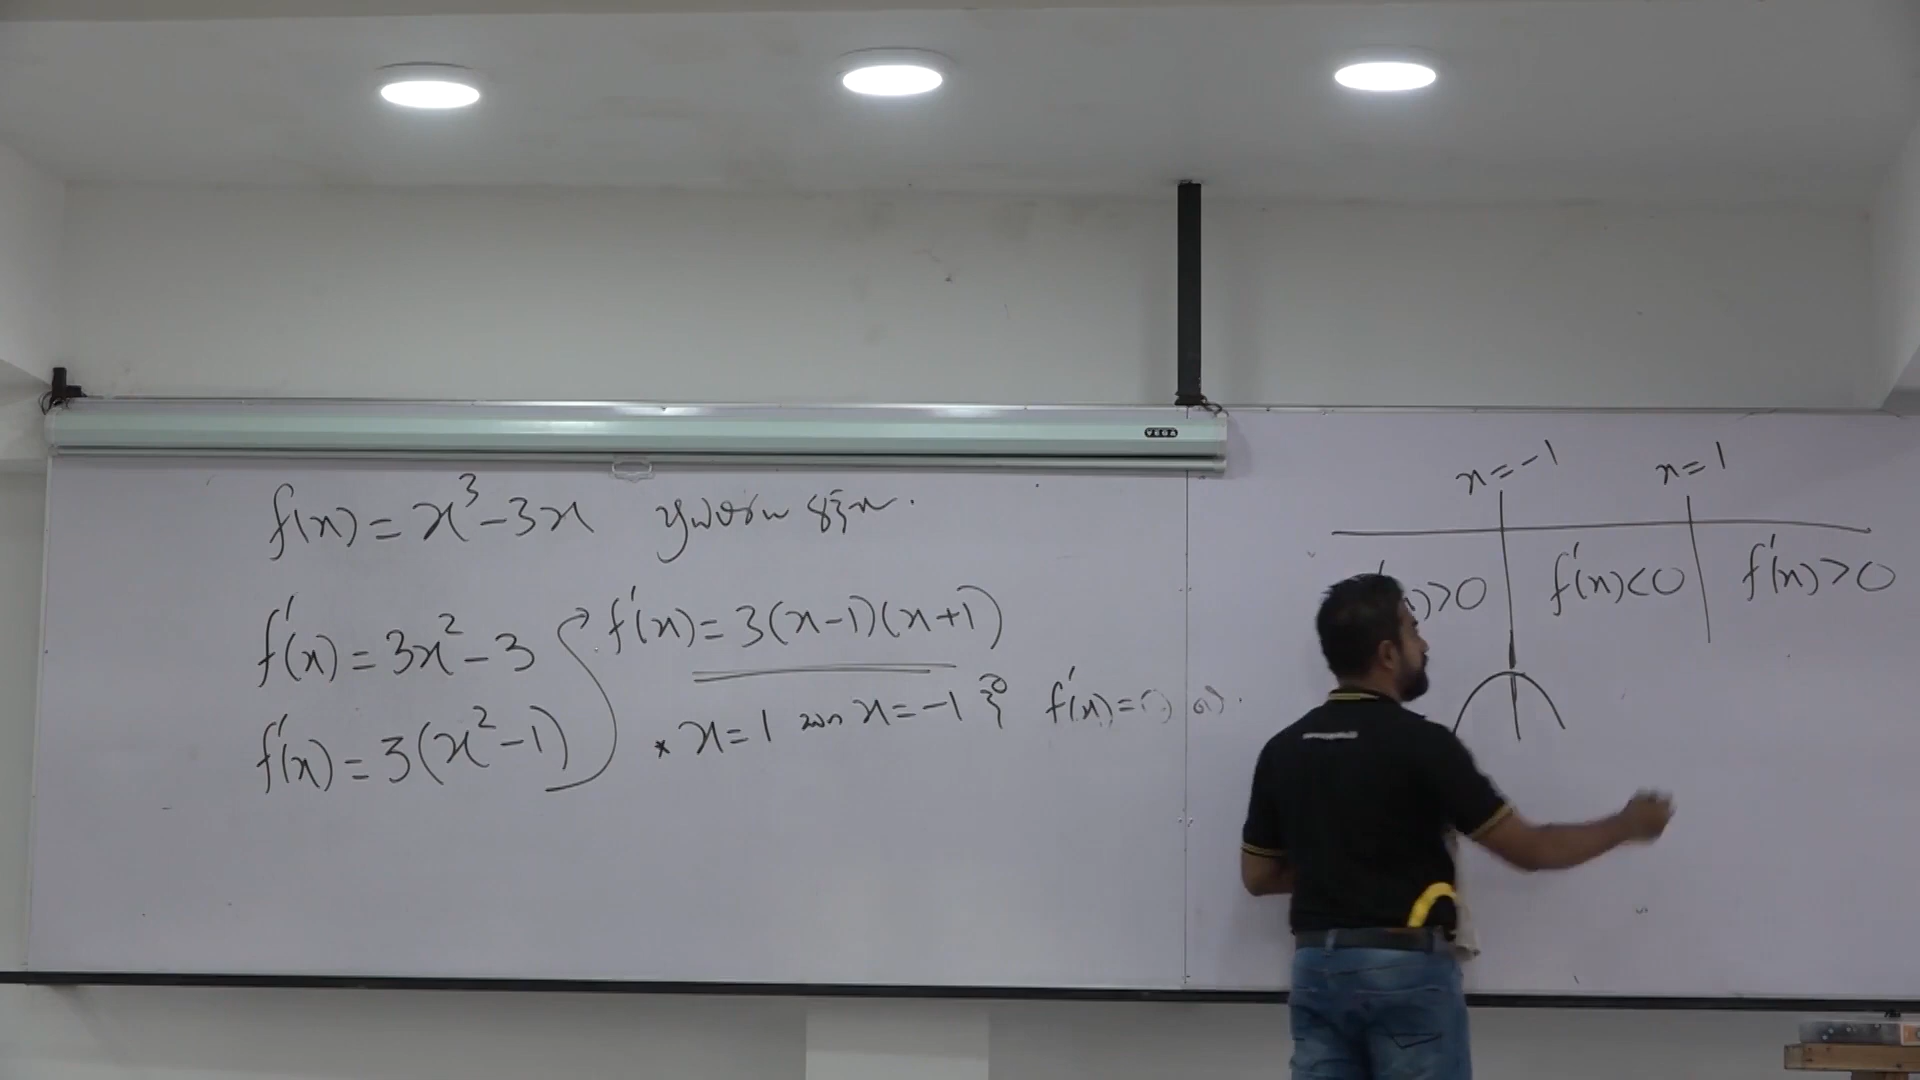 f(x) = x³ - 3x
f'(x) = 3x² - 3
f'(x) = 3(x² - 1)
f'(x) = 3(x-1)(x+1)
* x = 1 x = -1 f'(x) =
VEGA
x = -1 x = 1
)>0 f'(x)<0 f'(x)>0